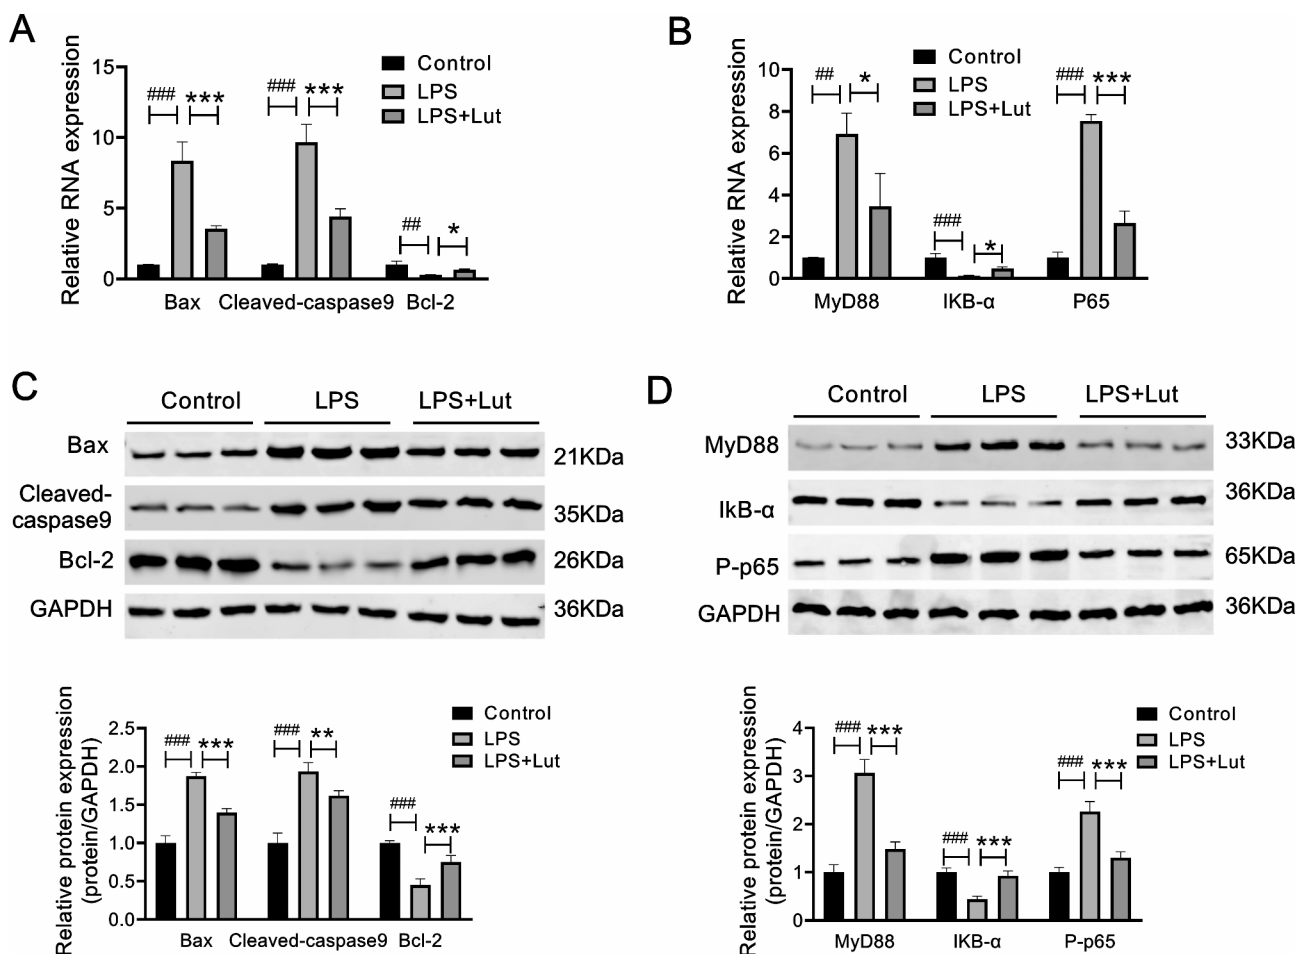 A
Relative RNA expression
15
10
5
0
Control
LPS
LPS+Lut
###
***
###
***
##
*
Bax
Cleaved-caspase9
Bcl-2
B
Relative RNA expression
10
8
6
4
2
0
Control
LPS
LPS+Lut
##
*
###
*
###
***
MyD88
IKB-α
P65
C
Control
LPS
LPS+Lut
Bax
21KDa
Cleaved-
caspase9
35KDa
Bcl-2
26KDa
GAPDH
36KDa
Relative protein expression
(protein/GAPDH)
2.5
2.0
1.5
1.0
0.5
0.0
Control
LPS
LPS+Lut
###
***
###
**
###
***
Bax
Cleaved-caspase9
Bcl-2
D
Control
LPS
LPS+Lut
MyD88
33KDa
IkB-α
36KDa
P-p65
65KDa
GAPDH
36KDa
Relative protein expression
(protein/GAPDH)
4
3
2
1
0
Control
LPS
LPS+Lut
###
***
###
***
###
***
MyD88
IKB-α
P-p65